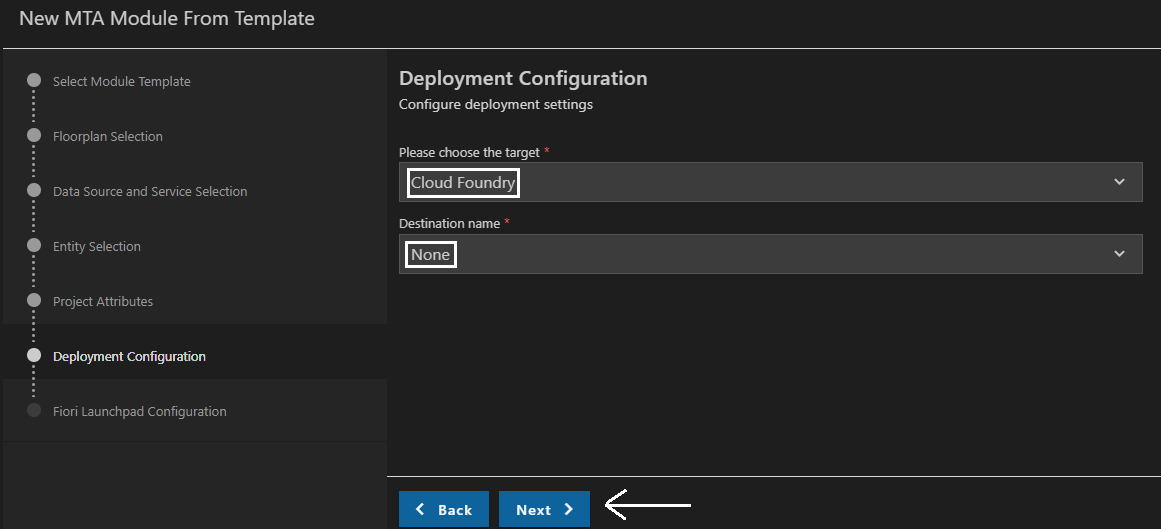 New MTA Module From Template
Select Module Template
Floorplan Selection
Data Source and Service Selection
Entity Selection
Project Attributes
Deployment Configuration
Fiori Launchpad Configuration
Deployment Configuration
Configure deployment settings
Please choose the target *
Cloud Foundry
Destination name *
None
Back
Next